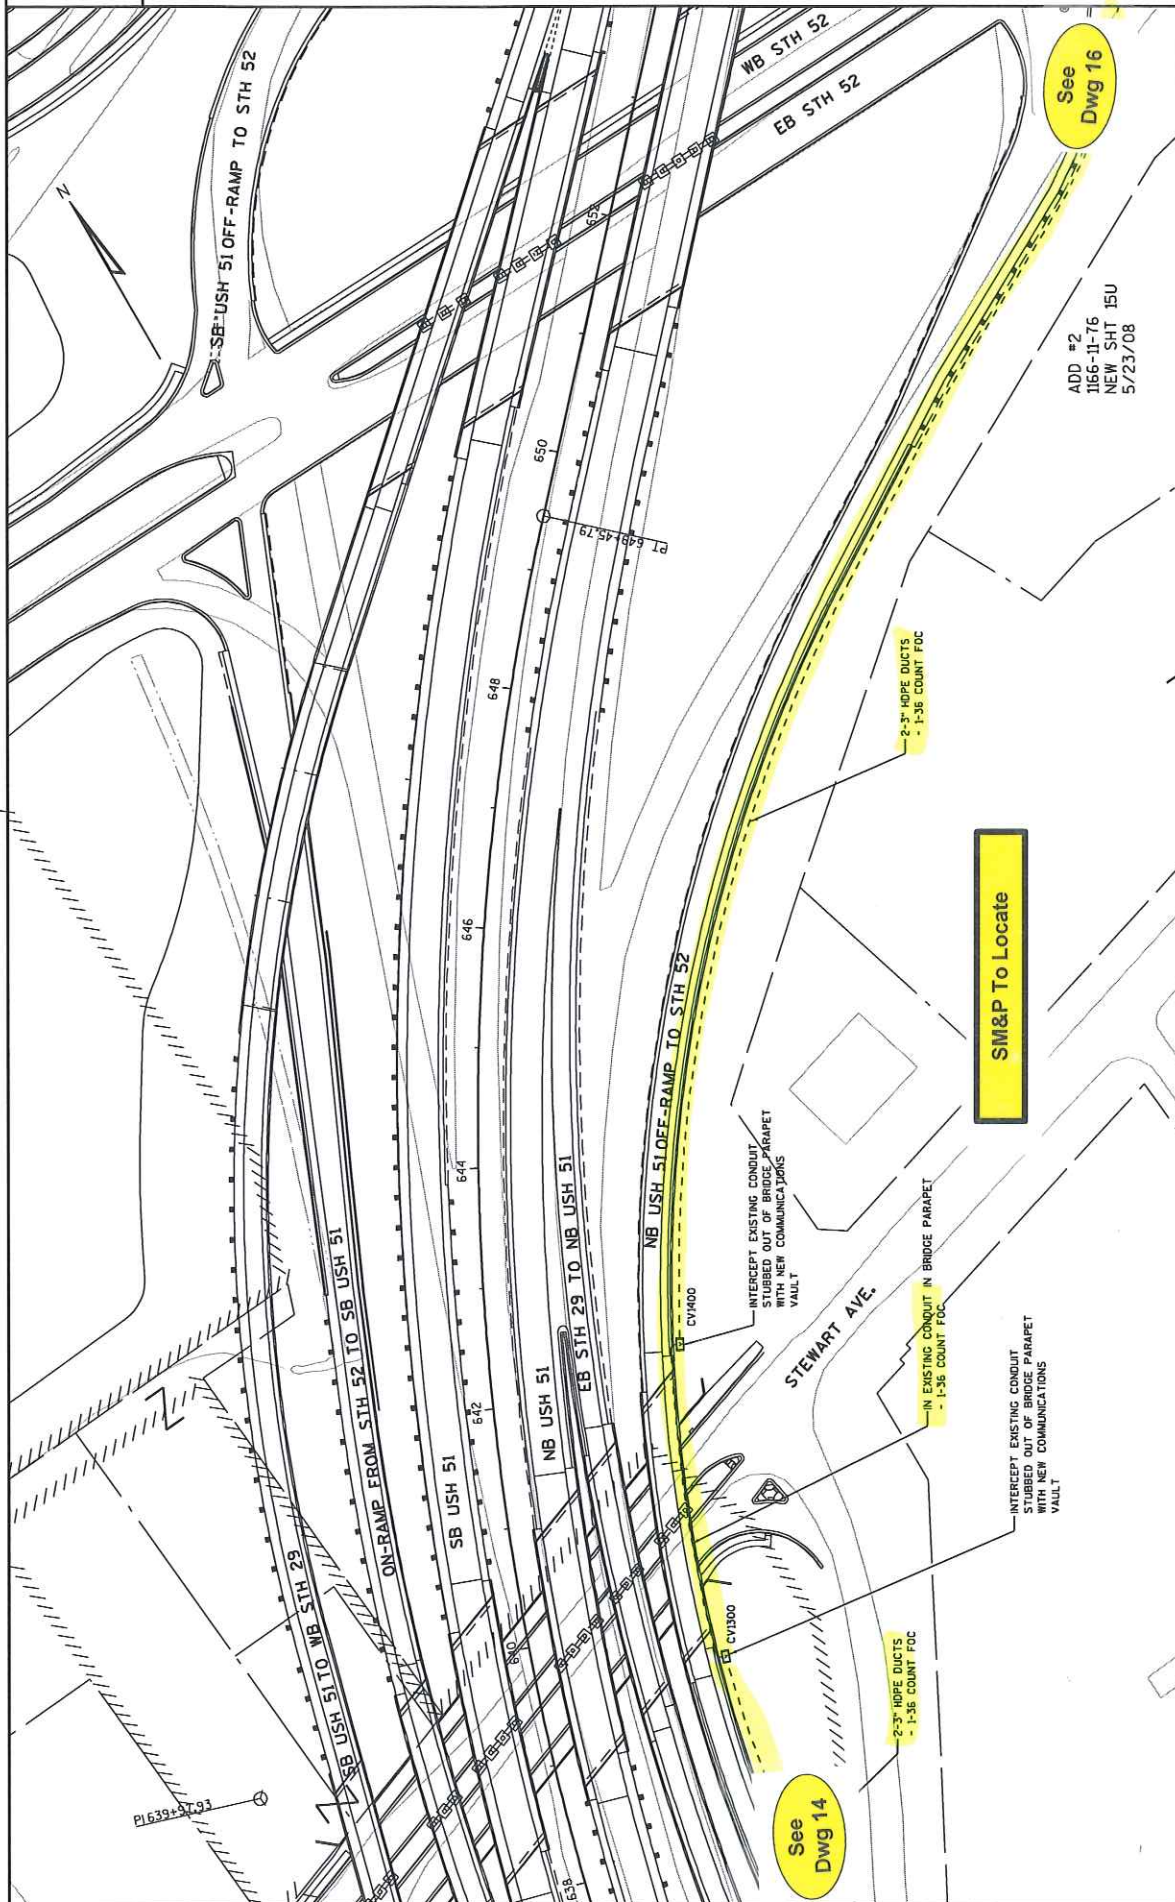 SB USH 51 OFF-RAMP TO STH 52
WB STH 52
EB STH 52
See
Dwg 16
N
652
ADD #2
1166-11-76
NEW SHT 15U
5/23/08
650
PT 649+45.79
648
2-3" HDPE DUCTS
- 1-36 COUNT FOC
646
SM&P To Locate
NB USH 51 OFF-RAMP TO STH 52
644
INTERCEPT EXISTING CONDUIT
STUBBED OUT OF BRIDGE PARAPET
WITH NEW COMMUNICATIONS
VAULT
EB STH 29 TO NB USH 51
ON-RAMP FROM STH 52 TO SB USH 51
CV1400
STEWART AVE.
IN EXISTING CONDUIT IN BRIDGE PARAPET
- 1-36 COUNT FOC
642
NB USH 51
SB USH 51
INTERCEPT EXISTING CONDUIT
STUBBED OUT OF BRIDGE PARAPET
WITH NEW COMMUNICATIONS
VAULT
SB USH 51 TO WB STH 29
640
CV1300
2-3" HDPE DUCTS
- 1-36 COUNT FOC
PI 639+97.93
638
See
Dwg 14